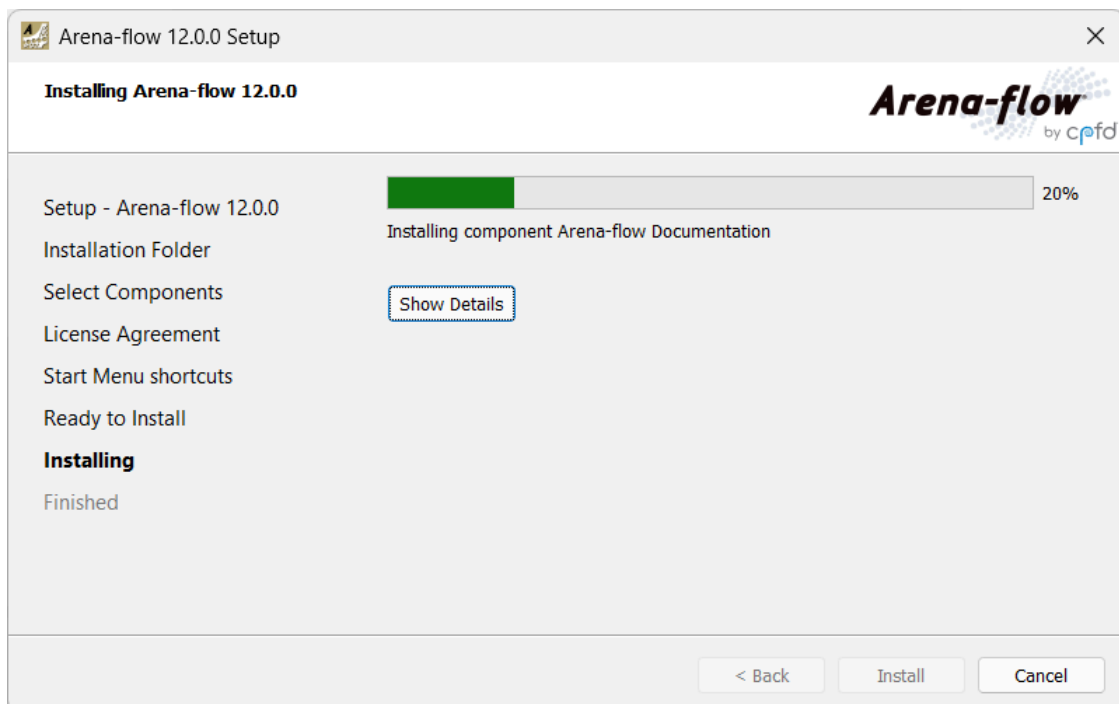 Arena-flow 12.0.0 Setup
Installing Arena-flow 12.0.0
Arena-flow
by cpfd
Setup - Arena-flow 12.0.0
Installation Folder
Select Components
License Agreement
Start Menu shortcuts
Ready to Install
Installing
Finished
20%
Installing component Arena-flow Documentation
Show Details
< Back
Install
Cancel